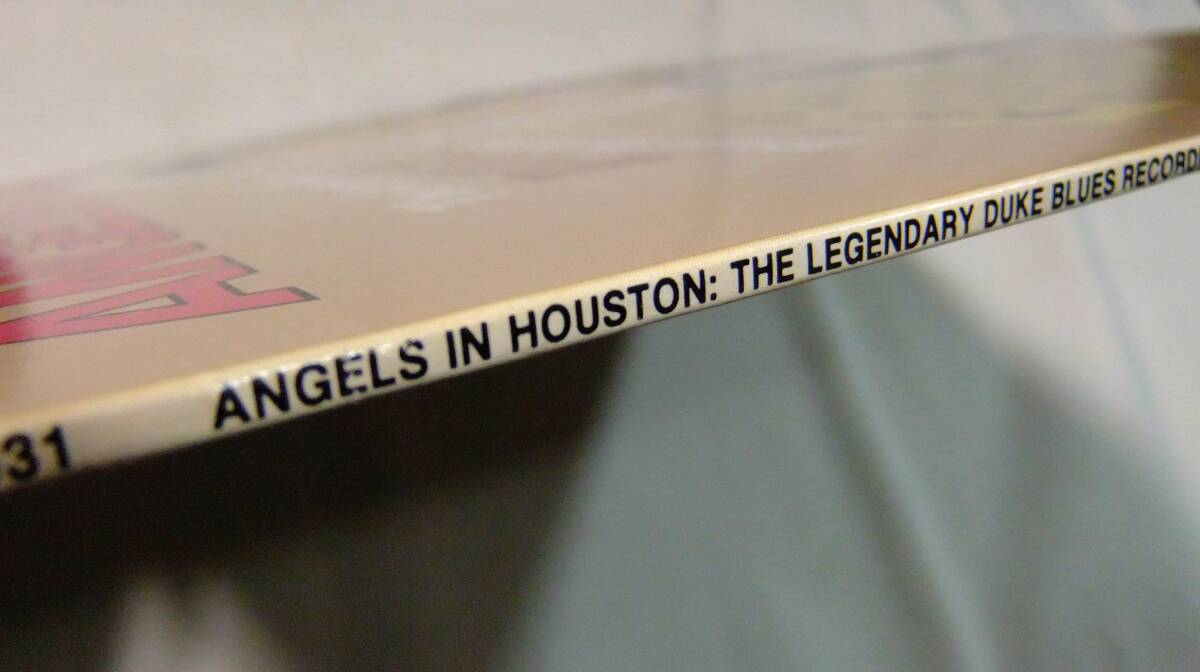 31 ANGELS IN HOUSTON: THE LEGENDARY DUKE BLUES